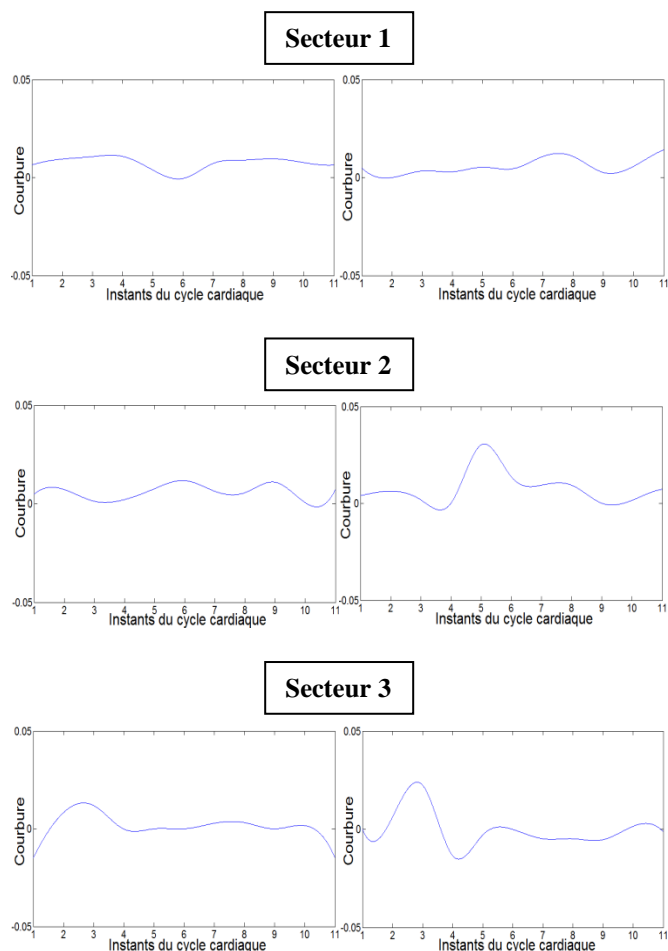 Secteur 1
0.05 0.05
Courbure 0 Courbure 0
-0.05 -0.05
1 2 3 4 5 6 7 8 9 10 11 1 2 3 4 5 6 7 8 9 10 11
Instants du cycle cardiaque Instants du cycle cardiaque
Secteur 2
0.05 0.05
Courbure 0 Courbure 0
-0.05 -0.05
1 2 3 4 5 6 7 8 9 10 11 1 2 3 4 5 6 7 8 9 10 11
Instants du cycle cardiaque Instants du cycle cardiaque
Secteur 3
0.05 0.05
Courbure 0 Courbure 0
-0.05 -0.05
1 2 3 4 5 6 7 8 9 10 11 1 2 3 4 5 6 7 8 9 10 11
Instants du cycle cardiaque Instants du cycle cardiaque